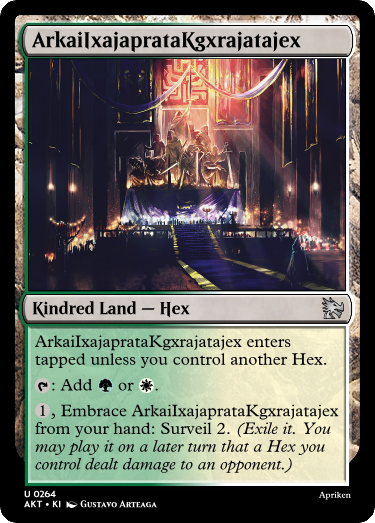 ArkaiIxajaprataKgxrajatajex
Kindred Land — Hex
ArkaiIxajaprataKgxrajatajex enters
tapped unless you control another Hex.
: Add or .
1, Embrace ArkaiIxajaprataKgxrajatajex
from your hand: Surveil 2. (Exile it. You
may play it on a later turn that a Hex you
control dealt damage to an opponent.)
U 0264
Apriken
AKT • KI Gustavo Arteaga